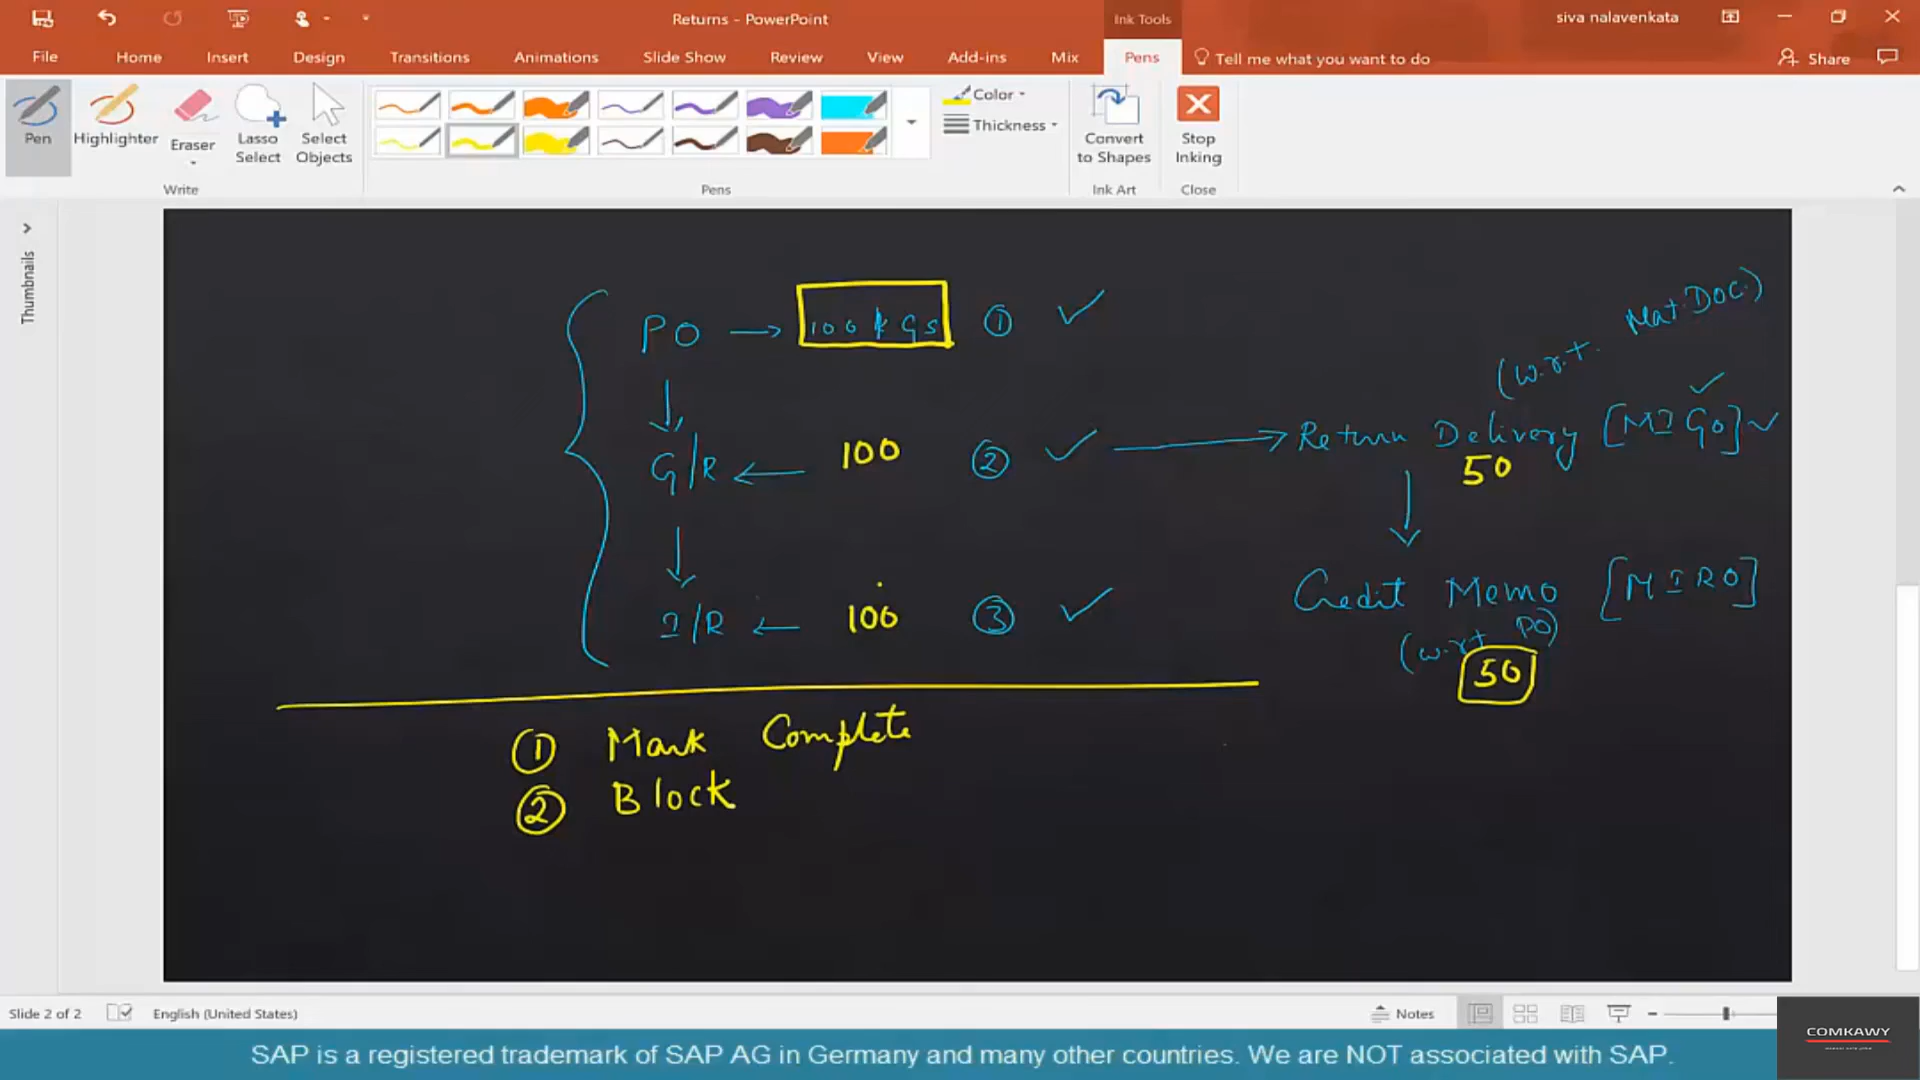 Returns - PowerPoint
Ink Tools
siva nalavenkata
File
Home
Insert
Design
Transitions
Animations
Slide Show
Review
View
Add-ins
Mix
Pens
Tell me what you want to do
Share
Pen
Highlighter
Eraser
Lasso
Select
Select
Objects
Color
Thickness
Convert
to Shapes
Stop
Inking
Write
Pens
Ink Art
Close
Thumbnails
PO → 100 KGs ① ✓
G/R ← 100 ② ✓ → Return Delivery [MIGO] ✓
(w.r.t. Mat. Doc.)
✓
50
I/R ← 100 ③ ✓
Credit Memo [MIRO]
(w.r.t PO)
50
① Mark Complete
② Block
Slide 2 of 2
English (United States)
Notes
COMKAWY
SAP is a registered trademark of SAP AG in Germany and many other countries. We are NOT associated with SAP.